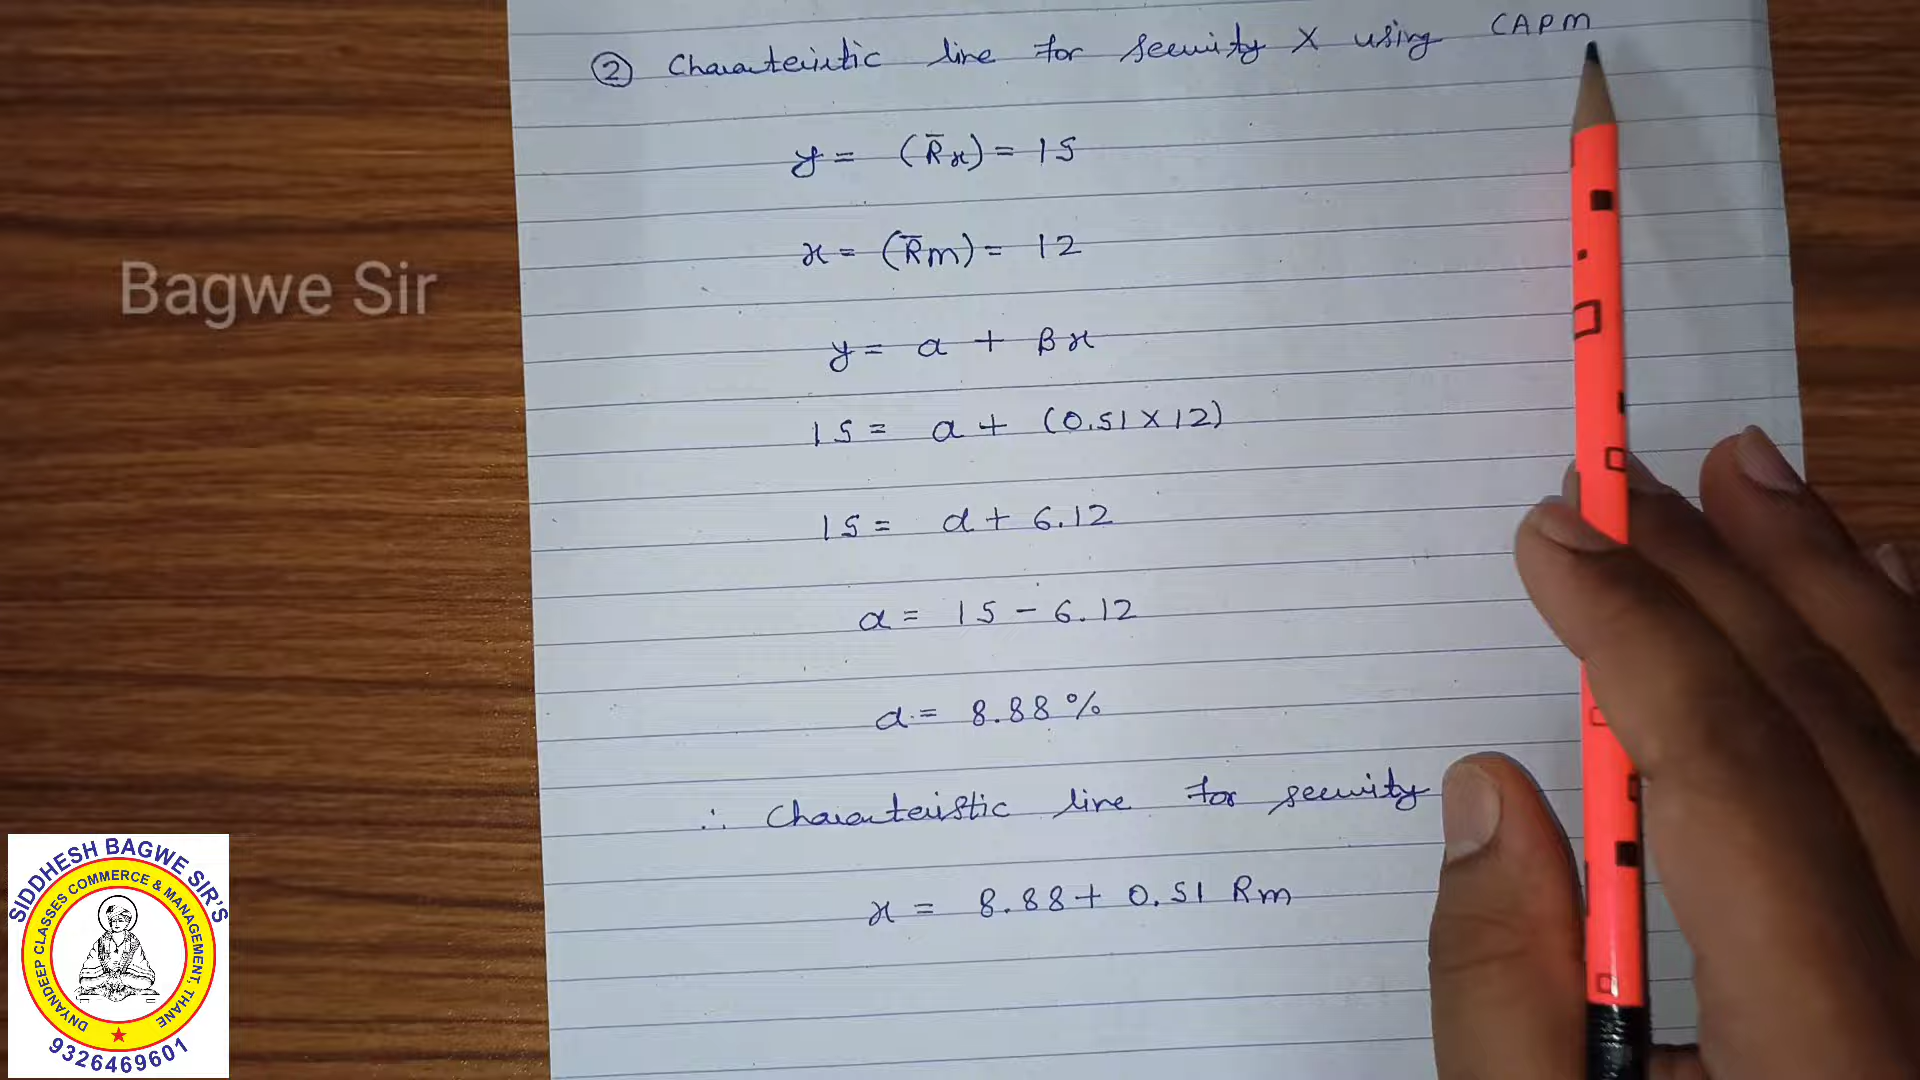 ② Characteristic line for security X using CAPM
y = (R̄x) = 15
x = (R̄m) = 12
Bagwe Sir
y = α + βx
15 = α + (0.51 × 12)
15 = α + 6.12
α = 15 - 6.12
α = 8.88 %
∴ Characteristic line for security
x = 8.88 + 0.51 Rm
SIDDHESH BAGWE SIR'S
DNYANDEEP CLASSES COMMERCE & MANAGEMENT, THANE
9326469601